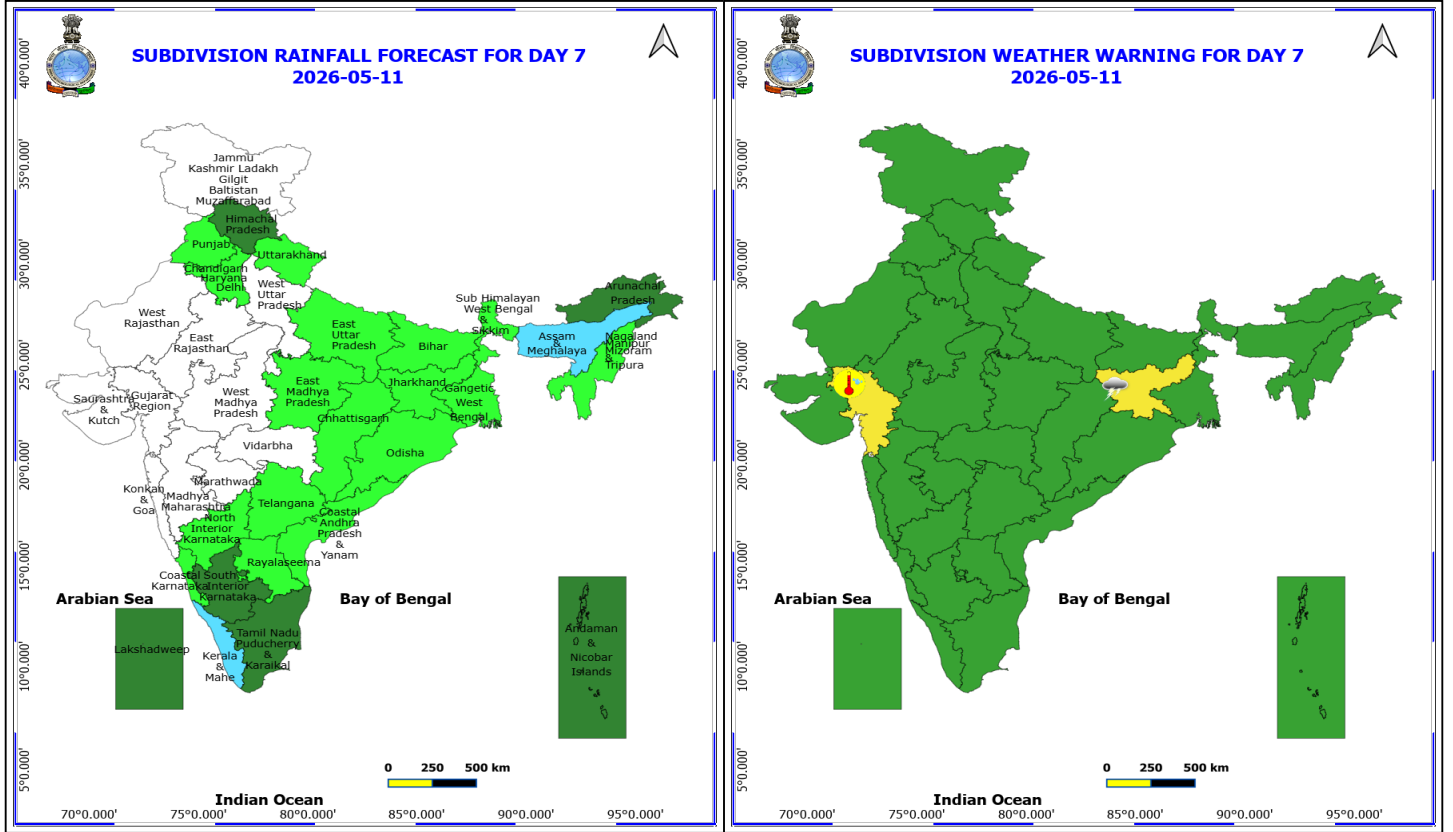 SUBDIVISION RAINFALL FORECAST FOR DAY 7
2026-05-11
40°0.000'
35°0.000'
30°0.000'
25°0.000'
20°0.000'
15°0.000'
10°0.000'
5°0.000'
Jammu
Kashmir Ladakh
Gilgit
Baltistan
Muzaffarabad
Himachal
Pradesh
Punjab
Uttarakhand
Chandigarh
Haryana
Delhi
West
Uttar
Pradesh
West
Rajasthan
East
Rajasthan
East
Uttar
Pradesh
Bihar
Sub Himalayan
West Bengal
&
Sikkim
Arunachal
Pradesh
Assam
&
Meghalaya
Nagaland
Manipur
Mizoram
&
Tripura
Saurashtra
&
Kutch
Gujarat
Region
West
Madhya
Pradesh
East
Madhya
Pradesh
Jharkhand
Gangetic
West
Bengal
Chhattisgarh
Vidarbha
Odisha
Konkan
&
Goa
Madhya
Maharashtra
Marathwada
Telangana
North
Interior
Karnataka
Coastal
Andhra
Pradesh
&
Yanam
Rayalaseema
Coastal
Karnataka
South
Interior
Karnataka
Arabian Sea
Bay of Bengal
Lakshadweep
Kerala
&
Mahe
Tamil Nadu
Puducherry
&
Karaikal
Andaman
&
Nicobar
Islands
0 250 500 km
Indian Ocean
70°0.000' 75°0.000' 80°0.000' 85°0.000' 90°0.000' 95°0.000'
SUBDIVISION WEATHER WARNING FOR DAY 7
2026-05-11
40°0.000'
35°0.000'
30°0.000'
25°0.000'
20°0.000'
15°0.000'
10°0.000'
5°0.000'
Arabian Sea
Bay of Bengal
0 250 500 km
Indian Ocean
70°0.000' 75°0.000' 80°0.000' 85°0.000' 90°0.000' 95°0.000'